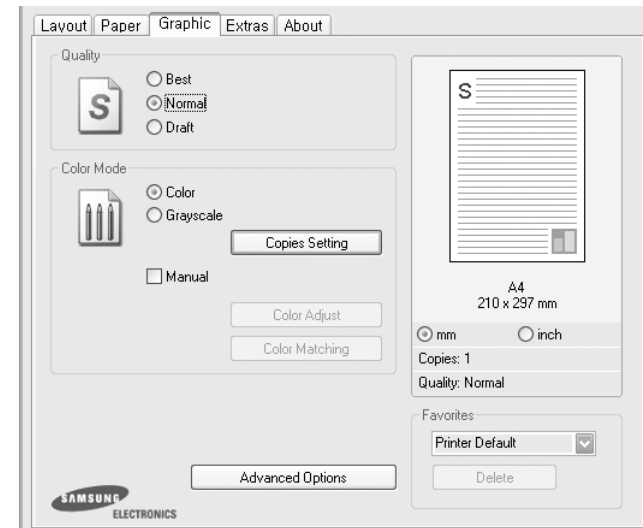 Layout Paper Graphic Extras About
Quality
Best
S
Normal
Draft
Color Mode
Color
Grayscale
Copies Setting
Manual
Color Adjust
Color Matching
S
A4
210 x 297 mm
mm inch
Copies: 1
Quality: Normal
Favorites
Printer Default
Delete
Advanced Options
SAMSUNG
ELECTRONICS